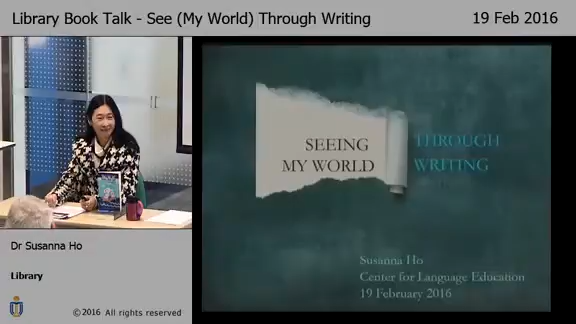 Library Book Talk - See (My World) Through Writing
19 Feb 2016
SEEING
MY WORLD
THROUGH
WRITING
Susanna Ho
Center for Language Education
19 February 2016
Dr Susanna Ho
Library
©2016 All rights reserved